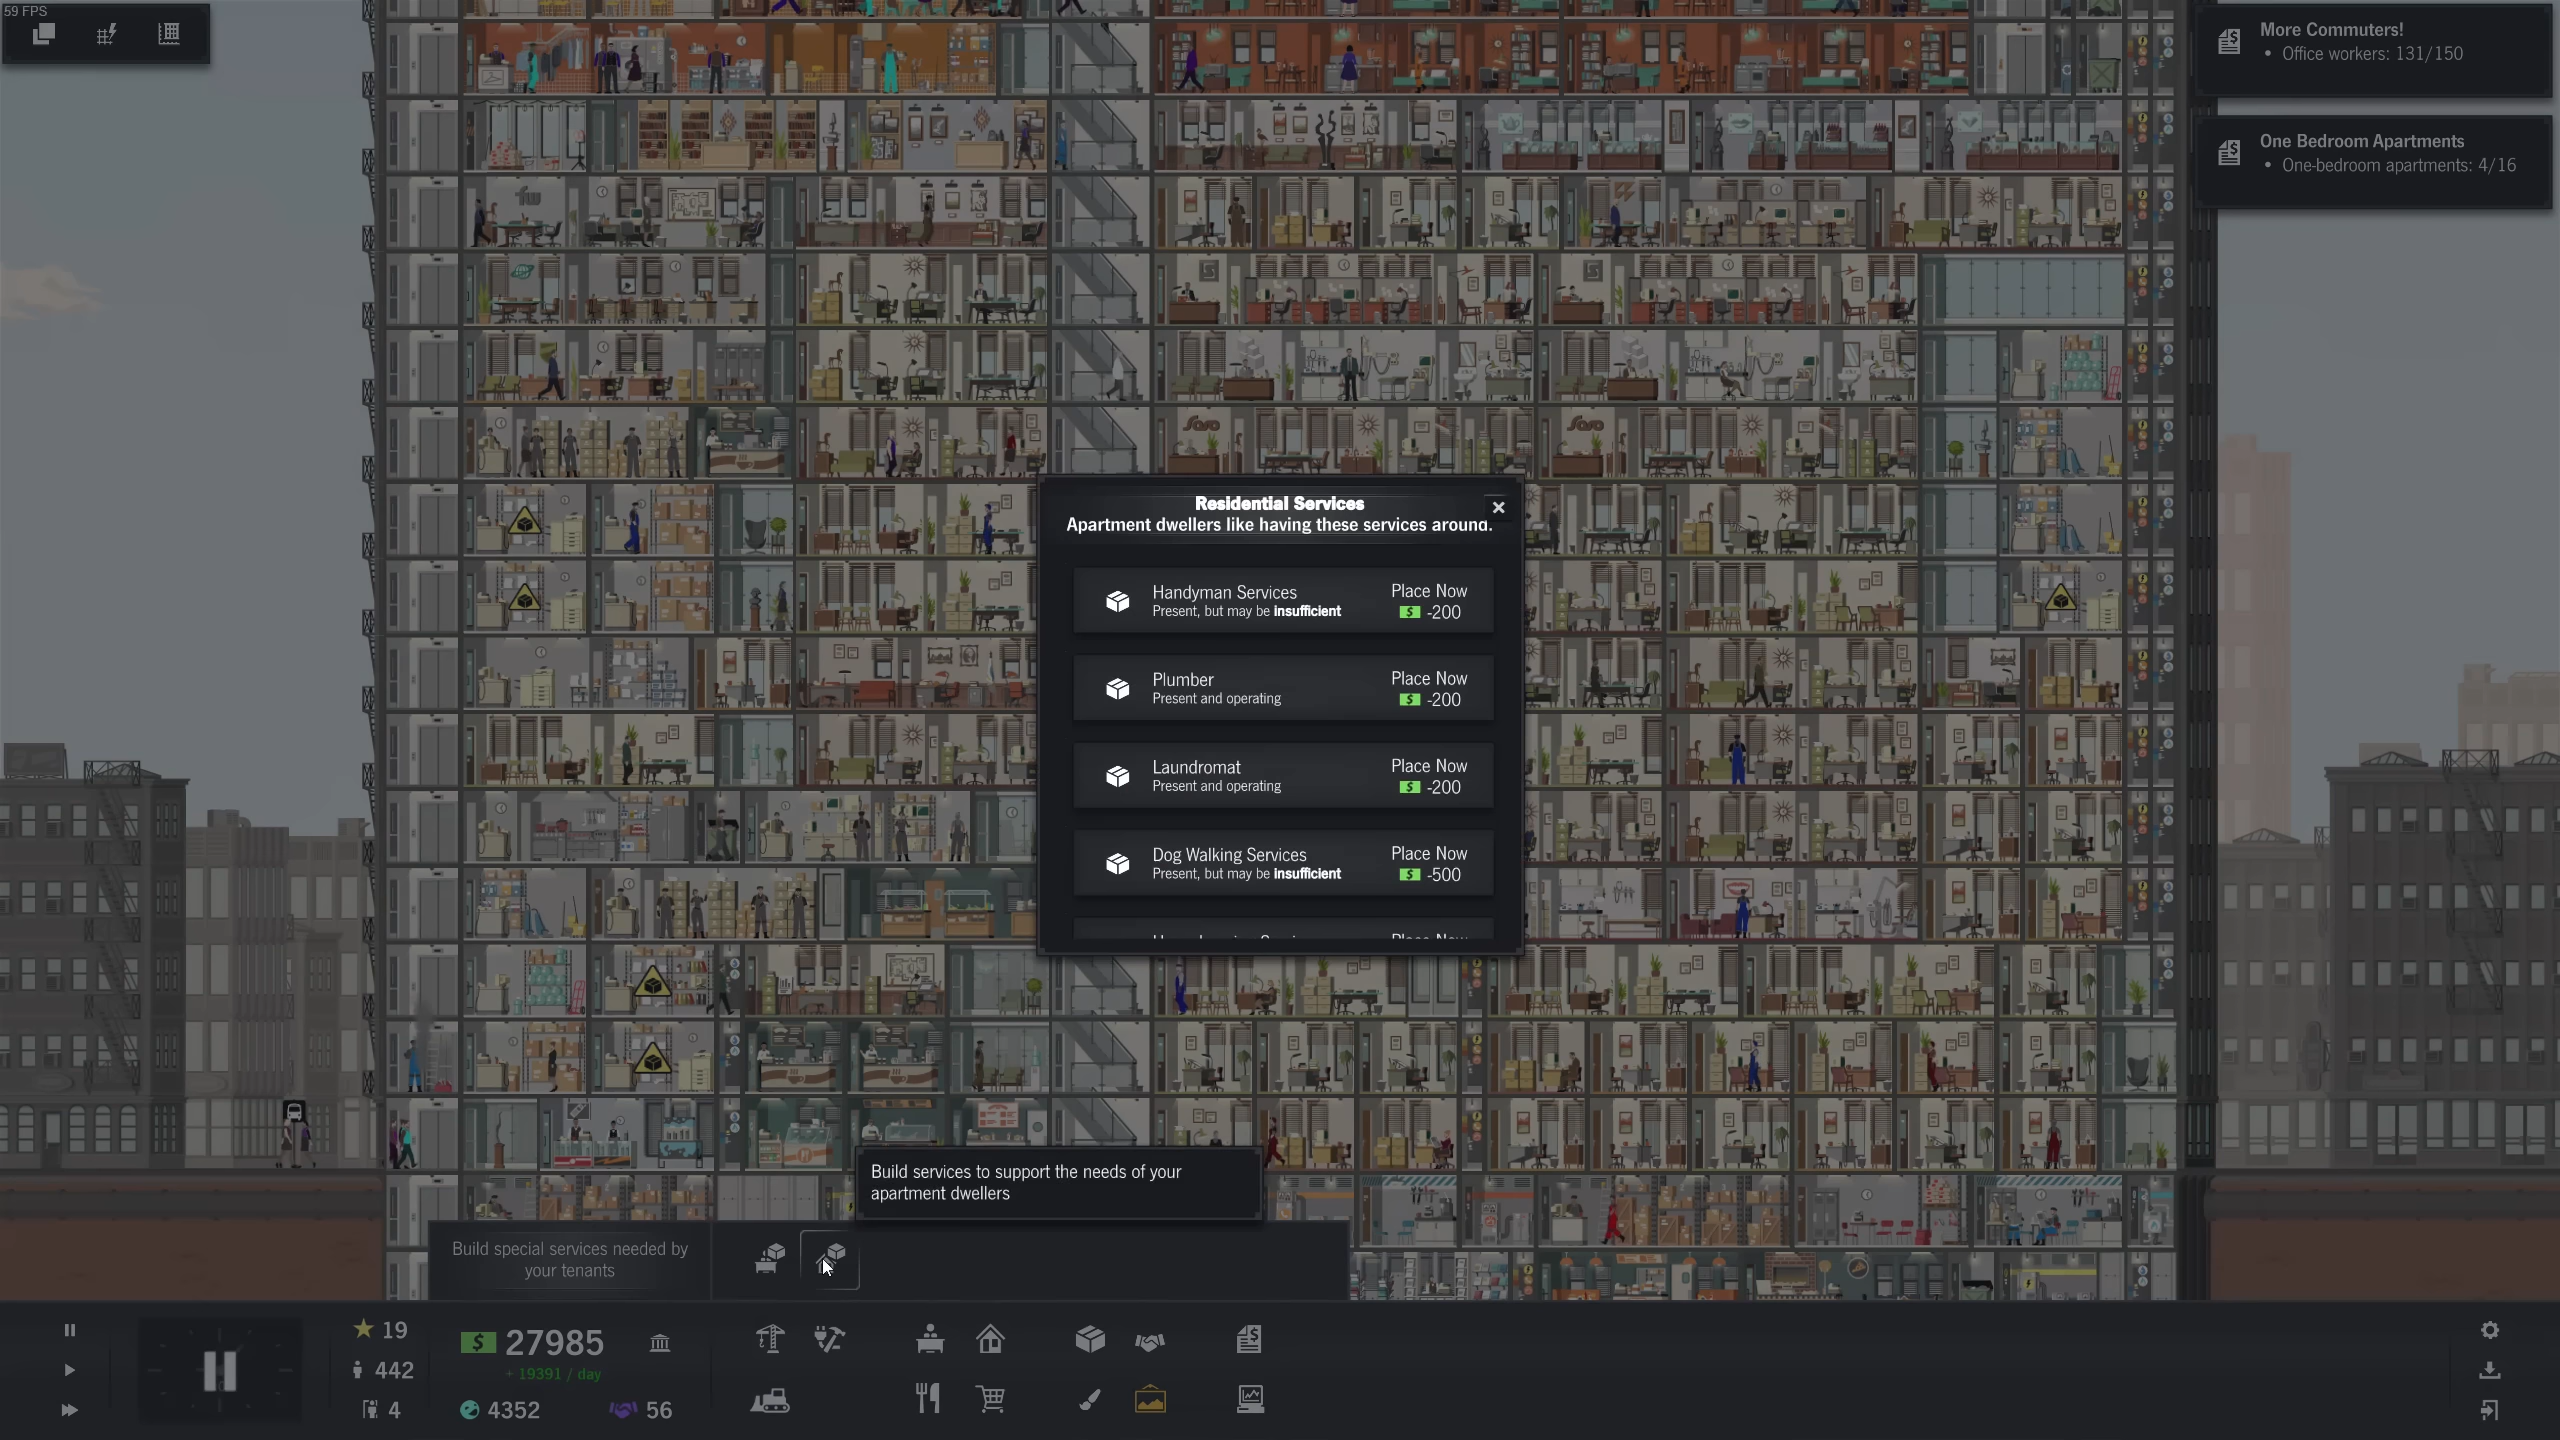 59 FPS
More Commuters!
• Office workers: 131/150
One Bedroom Apartments
• One-bedroom apartments: 4/16
Residential Services
Apartment dwellers like having these services around.
Handyman Services
Present, but may be insufficient
Place Now
-200
Plumber
Present and operating
Place Now
-200
Laundromat
Present and operating
Place Now
-200
Dog Walking Services
Present, but may be insufficient
Place Now
-500
Place Now
Build services to support the needs of your
apartment dwellers
Build special services needed by
your tenants
19
442
4
27985
+ 19391 / day
4352
56